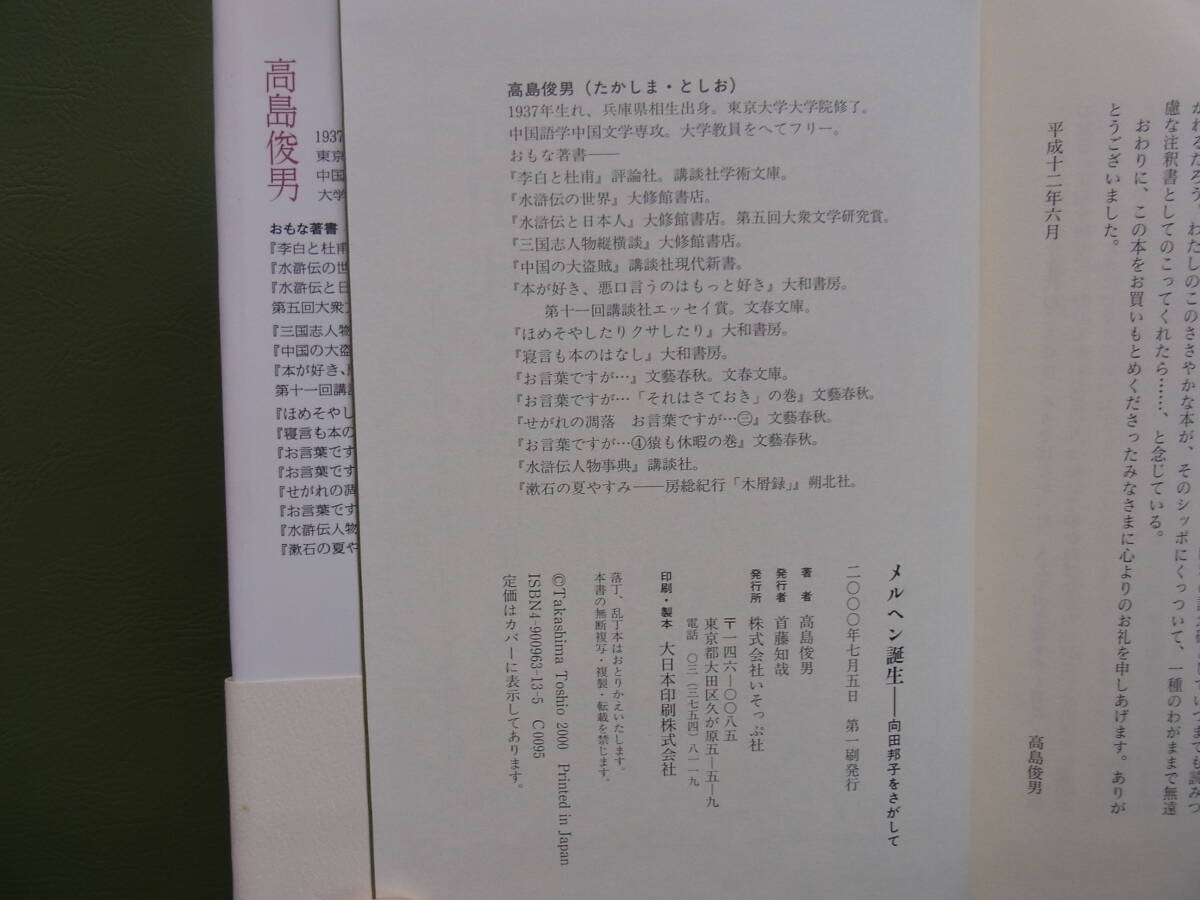 高島俊男
1937
東京
中国
大学
おもな著書
『李白と杜甫
『水滸伝の世
『水滸伝と日
第五回大衆文
『三国志人物
『中国の大盗
『本が好き、
第十一回講
『ほめそやし
『寝言も本の
『お言葉です
『お言葉です
『せがれの凋
『お言葉です
『水滸伝人物
『漱石の夏や
高島俊男（たかしま・としお）
1937年生れ、兵庫県相生出身。東京大学大学院修了。
中国語学中国文学専攻。大学教員をへてフリー。
おもな著書――
『李白と杜甫』評論社。講談社学術文庫。
『水滸伝の世界』大修館書店。
『水滸伝と日本人』大修館書店。第五回大衆文学研究賞。
『三国志人物縦横談』大修館書店。
『中国の大盗賊』講談社現代新書。
『本が好き、悪口言うのはもっと好き』大和書房。
第十一回講談社エッセイ賞。文春文庫。
『ほめそやしたりクサしたり』大和書房。
『寝言も本のはなし』大和書房。
『お言葉ですが…』文藝春秋。文春文庫。
『お言葉ですが…「それはさておき」の巻』文藝春秋。
『せがれの凋落　お言葉ですが…㊂』文藝春秋。
『お言葉ですが…④猿も休暇の巻』文藝春秋。
『水滸伝人物事典』講談社。
『漱石の夏やすみ――房総紀行「木屑録」』朔北社。
メルヘン誕生――向田邦子をさがして
二〇〇〇年七月五日　第一刷発行
著　者　高島俊男
発行者　首藤知哉
発行所　株式会社いそっぷ社
〒一四六―〇〇八五
東京都大田区久が原五―五―九
電話　〇三（三七五四）八一一九
印刷・製本　大日本印刷株式会社
落丁、乱丁本はおとりかえいたします。
本書の無断複写・複製・転載を禁じます。
©Takashima Toshio 2000 Printed in Japan
ISBN4-900963-13-5 C0095
定価はカバーに表示してあります。
かれるだろう。わたしのこのささやかな本が、そのシッポにくっついて、一種のわがままで無遠
慮な注釈書としてのこってくれたら……、と念じている。
おわりに、この本をお買いもとめくださったみなさまに心よりのお礼を申しあげます。ありが
とうございました。
平成十二年六月
高島俊男